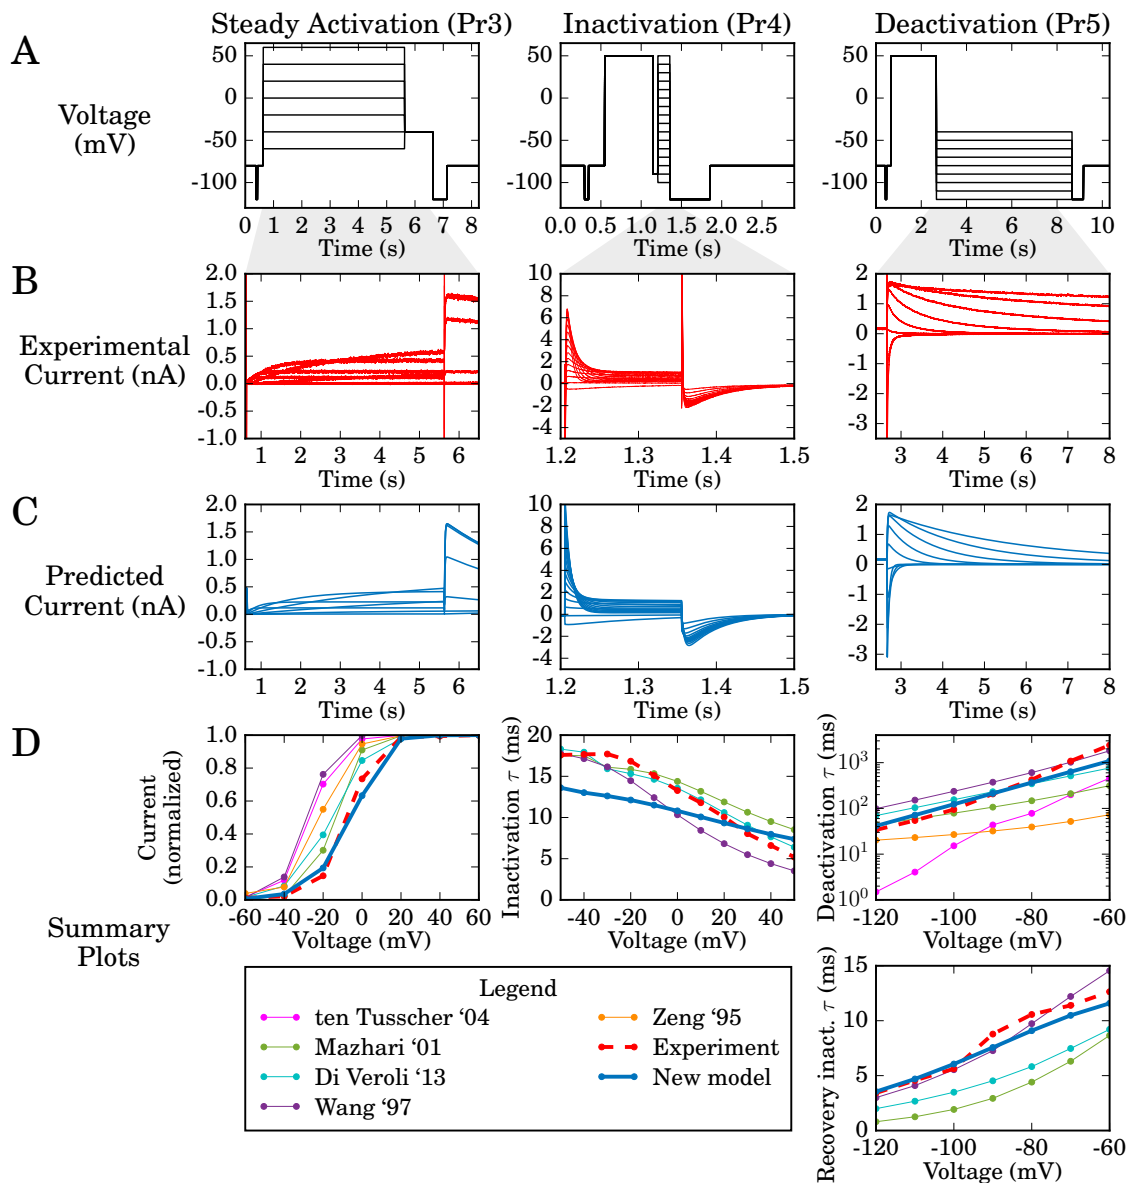 Steady Activation (Pr3) Inactivation (Pr4) Deactivation (Pr5)
A
Voltage
(mV)
50
0
-50
-100
0 1 2 3 4 5 6 7 8
Time (s)
50
0
-50
-100
0.0 0.5 1.0 1.5 2.0 2.5
Time (s)
50
0
-50
-100
0 2 4 6 8 10
Time (s)
B
Experimental
Current (nA)
2.0
1.5
1.0
0.5
0.0
-0.5
-1.0
1 2 3 4 5 6
Time (s)
10
8
6
4
2
0
-2
-4
1.2 1.3 1.4 1.5
Time (s)
2
1
0
-1
-2
-3
3 4 5 6 7 8
Time (s)
C
Predicted
Current (nA)
2.0
1.5
1.0
0.5
0.0
-0.5
-1.0
1 2 3 4 5 6
Time (s)
10
8
6
4
2
0
-2
-4
1.2 1.3 1.4 1.5
Time (s)
2
1
0
-1
-2
-3
3 4 5 6 7 8
Time (s)
D
Summary
Plots
Current
(normalized)
1.0
0.8
0.6
0.4
0.2
0.0
-60 -40 -20 0 20 40 60
Voltage (mV)
Inactivation τ (ms)
20
15
10
5
0
-40 -20 0 20 40
Voltage (mV)
Deactivation τ (ms)
10³
10²
10¹
10⁰
-120 -100 -80 -60
Voltage (mV)
Legend
ten Tusscher ‘04
Mazhari ‘01
Di Veroli ‘13
Wang ‘97
Zeng ‘95
Experiment
New model
Recovery inact. τ (ms)
15
10
5
0
-120 -100 -80 -60
Voltage (mV)